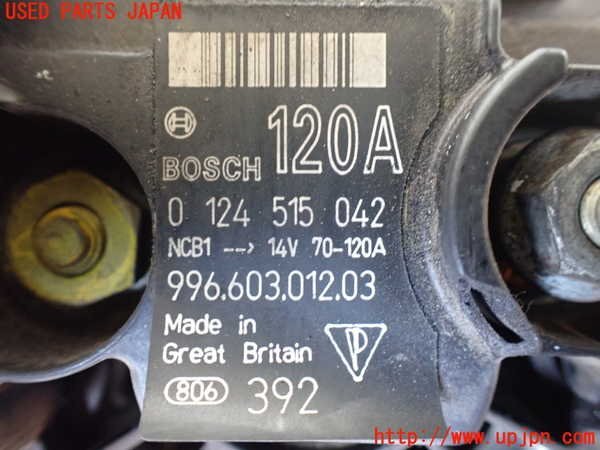 USED PARTS JAPAN
120A
BOSCH
0 124 515 042
NCB1 --> 14V 70-120A
996.603.012.03
Made in
Great Britain
806 392
http://www.upjpn.com